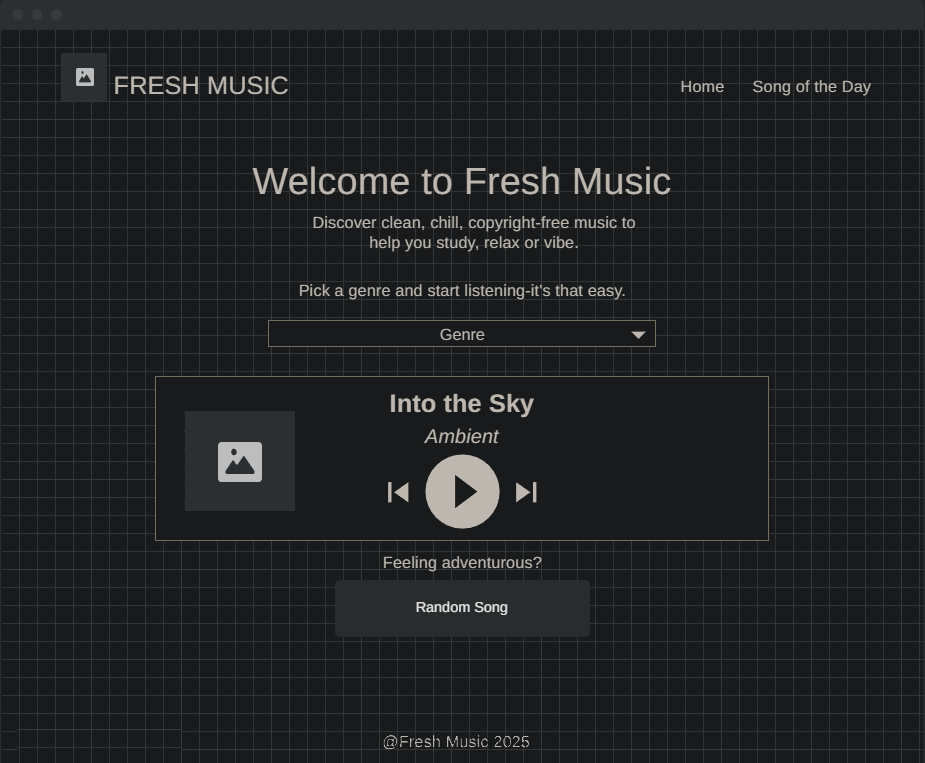 FRESH MUSIC
Home
Song of the Day
Welcome to Fresh Music
Discover clean, chill, copyright-free music to
help you study, relax or vibe.
Pick a genre and start listening-it's that easy.
Genre
Into the Sky
Ambient
Feeling adventurous?
Random Song
@Fresh Music 2025